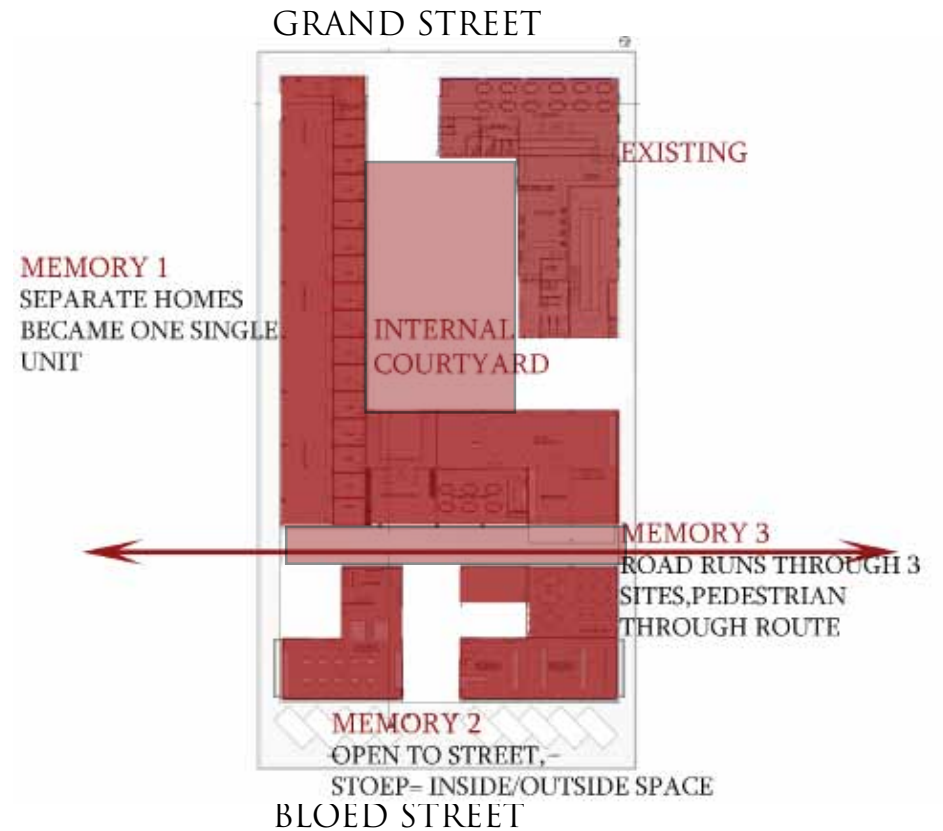 GRAND STREET
EXISTING
MEMORY 1
SEPARATE HOMES
BECAME ONE SINGLE
UNIT
INTERNAL
COURTYARD
MEMORY 3
ROAD RUNS THROUGH 3
SITES,PEDESTRIAN
THROUGH ROUTE
MEMORY 2
OPEN TO STREET,
STOEP= INSIDE/OUTSIDE SPACE
BLOED STREET